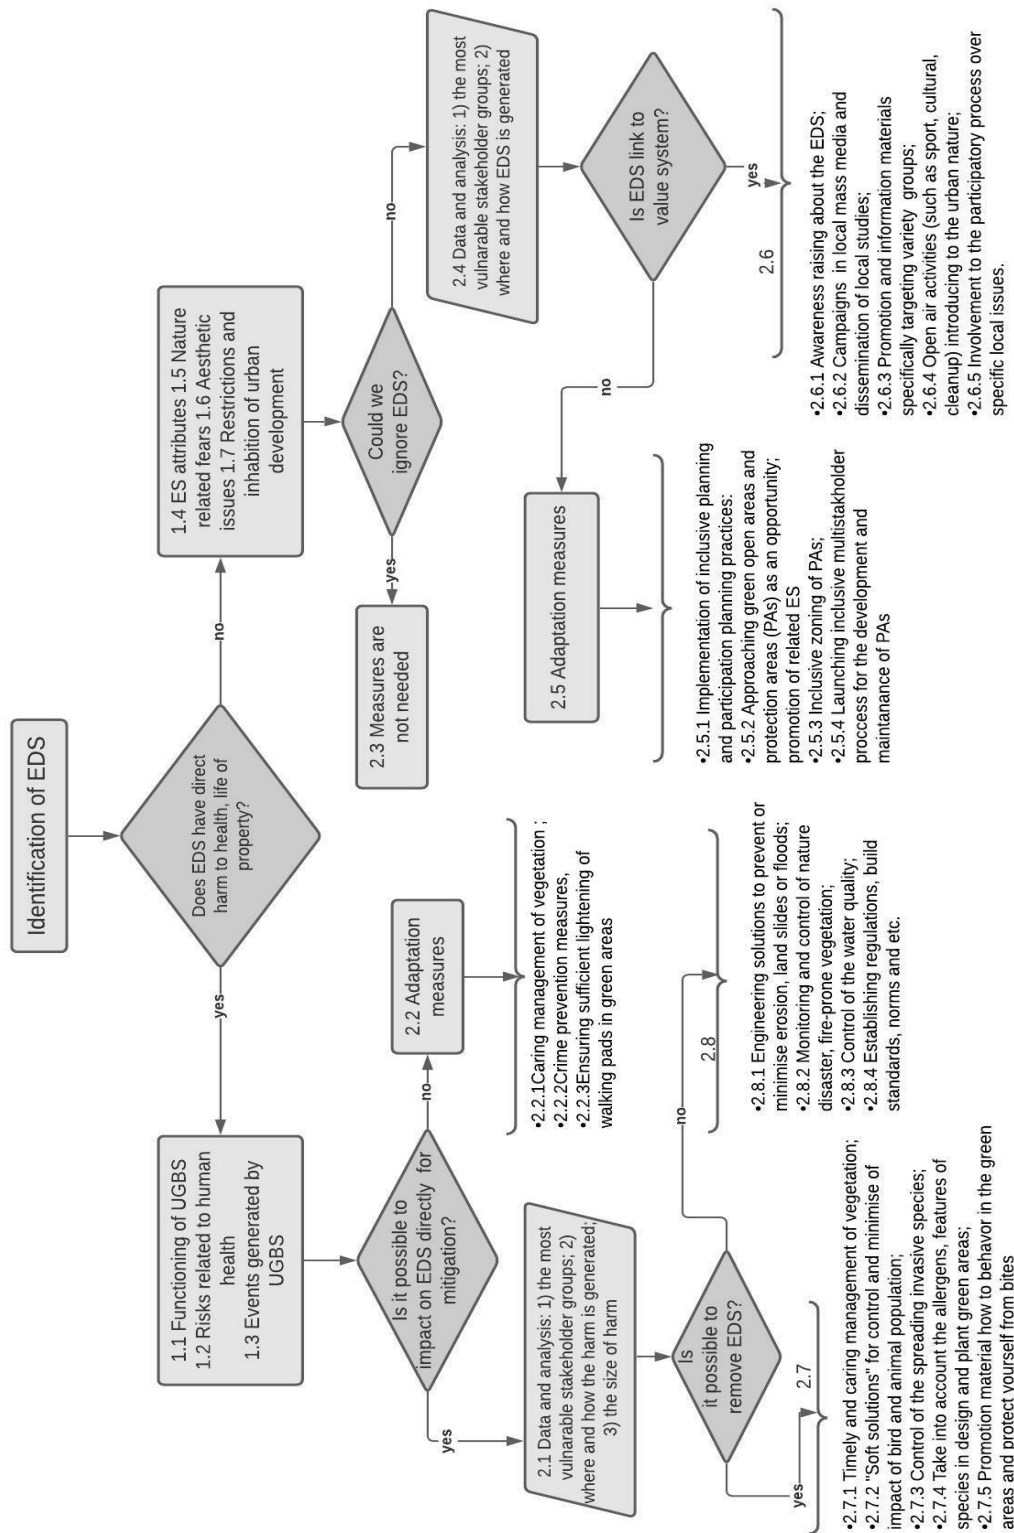 Identification of EDS
Does EDS have direct
harm to health, life of
property?
yes
no
1.1 Functioning of UGBS
1.2 Risks related to human
health
1.3 Events generated by
UGBS
1.4 ES attributes 1.5 Nature
related fears 1.6 Aesthetic
issues 1.7 Restrictions and
inhabition of urban
development
Is it possible to
impact on EDS directly for
mitigation?
yes
no
Could we
ignore EDS?
yes
no
2.2 Adaptation
measures
2.3 Measures are
not needed
2.4 Data and analysis: 1) the most
vulnarable stakeholder groups; 2)
where and how EDS is generated
•2.2.1Caring management of vegetation ;
•2.2.2Crime prevention measures,
•2.2.3Ensuring sufficient lightening of
walking pads in green areas
2.1 Data and analysis: 1) the most
vulnarable stakeholder groups; 2)
where and how the harm is generated;
3) the size of harm
Is EDS link to
value system?
no
yes
2.5 Adaptation measures
2.6
Is
it possible to
remove EDS?
yes
no
2.7
2.8
•2.5.1 Implementation of inclusive planning
and participation planning practices:
•2.5.2 Approaching green open areas and
protection areas (PAs) as an opportunity;
promotion of related ES
•2.5.3 Inclusive zoning of PAs;
•2.5.4 Launching inclusive multistakholder
proccess for the development and
maintanance of PAs
•2.6.1 Awareness raising about the EDS;
•2.6.2 Campaigns in local mass media and
dissemination of local studies;
•2.6.3 Promotion and information materials
specifically targeting variety groups;
•2.6.4 Open air activities (such as sport, cultural,
cleanup) introducing to the urban nature;
•2.6.5 Involvement to the participatory process over
specific local issues.
•2.7.1 Timely and caring management of vegetation;
•2.7.2 "Soft solutions" for control and minimise of
impact of bird and animal population;
•2.7.3 Control of the spreading invasive species;
•2.7.4 Take into account the allergens, features of
species in design and plant green areas;
•2.7.5 Promotion material how to behavior in the green
areas and protect yourself from bites
•2.8.1 Engineering solutions to prevent or
minimise erosion, land slides or floods;
•2.8.2 Monitoring and control of nature
disaster, fire-prone vegetation;
•2.8.3 Control of the water quality;
•2.8.4 Establishing regulations, build
standards, norms and etc.